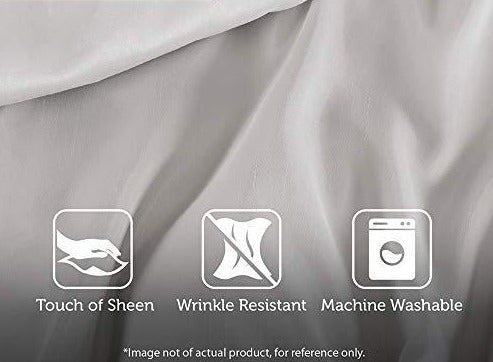 Touch of Sheen
Wrinkle Resistant
Machine Washable
*Image not of actual product, for reference only.